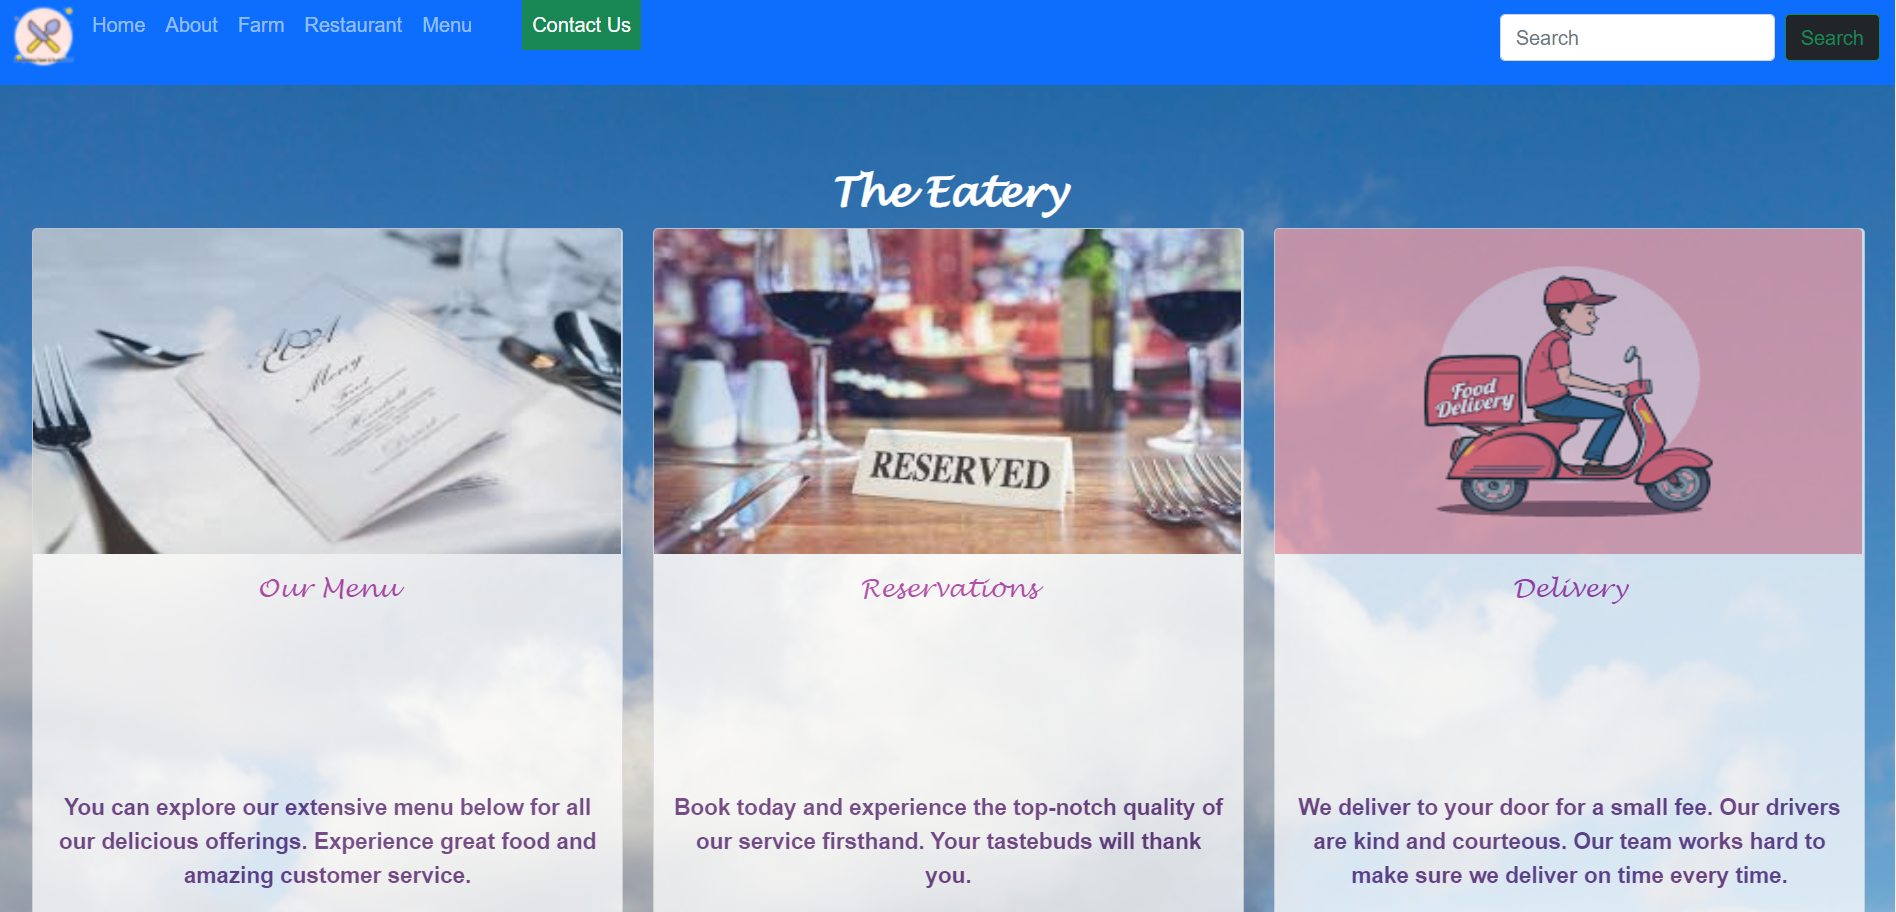 Home About Farm Restaurant Menu Contact Us Search Search
The Eatery
Menu
RESERVED
Food
Delivery
Our Menu
Reservations
Delivery
You can explore our extensive menu below for all
our delicious offerings. Experience great food and
amazing customer service.
Book today and experience the top-notch quality of
our service firsthand. Your tastebuds will thank
you.
We deliver to your door for a small fee. Our drivers
are kind and courteous. Our team works hard to
make sure we deliver on time every time.